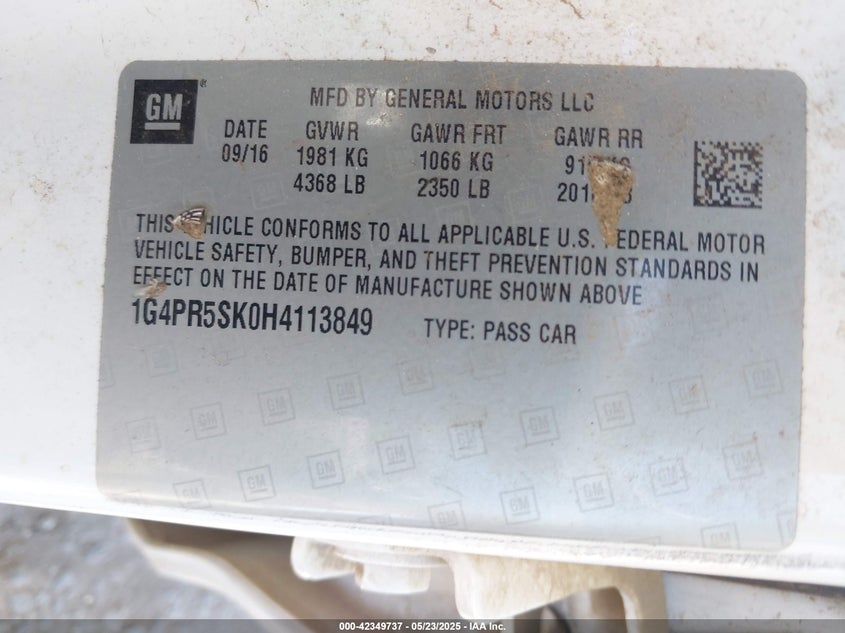 GM
MFD BY GENERAL MOTORS LLC
DATE GVWR GAWR FRT GAWR RR
09/16 1981 KG 1066 KG
4368 LB 2350 LB
THIS VEHICLE CONFORMS TO ALL APPLICABLE U.S. FEDERAL MOTOR
VEHICLE SAFETY, BUMPER, AND THEFT PREVENTION STANDARDS IN
EFFECT ON THE DATE OF MANUFACTURE SHOWN ABOVE
1G4PR5SK0H4113849 TYPE: PASS CAR
000-42349737 - 05/23/2025 - IAA Inc.